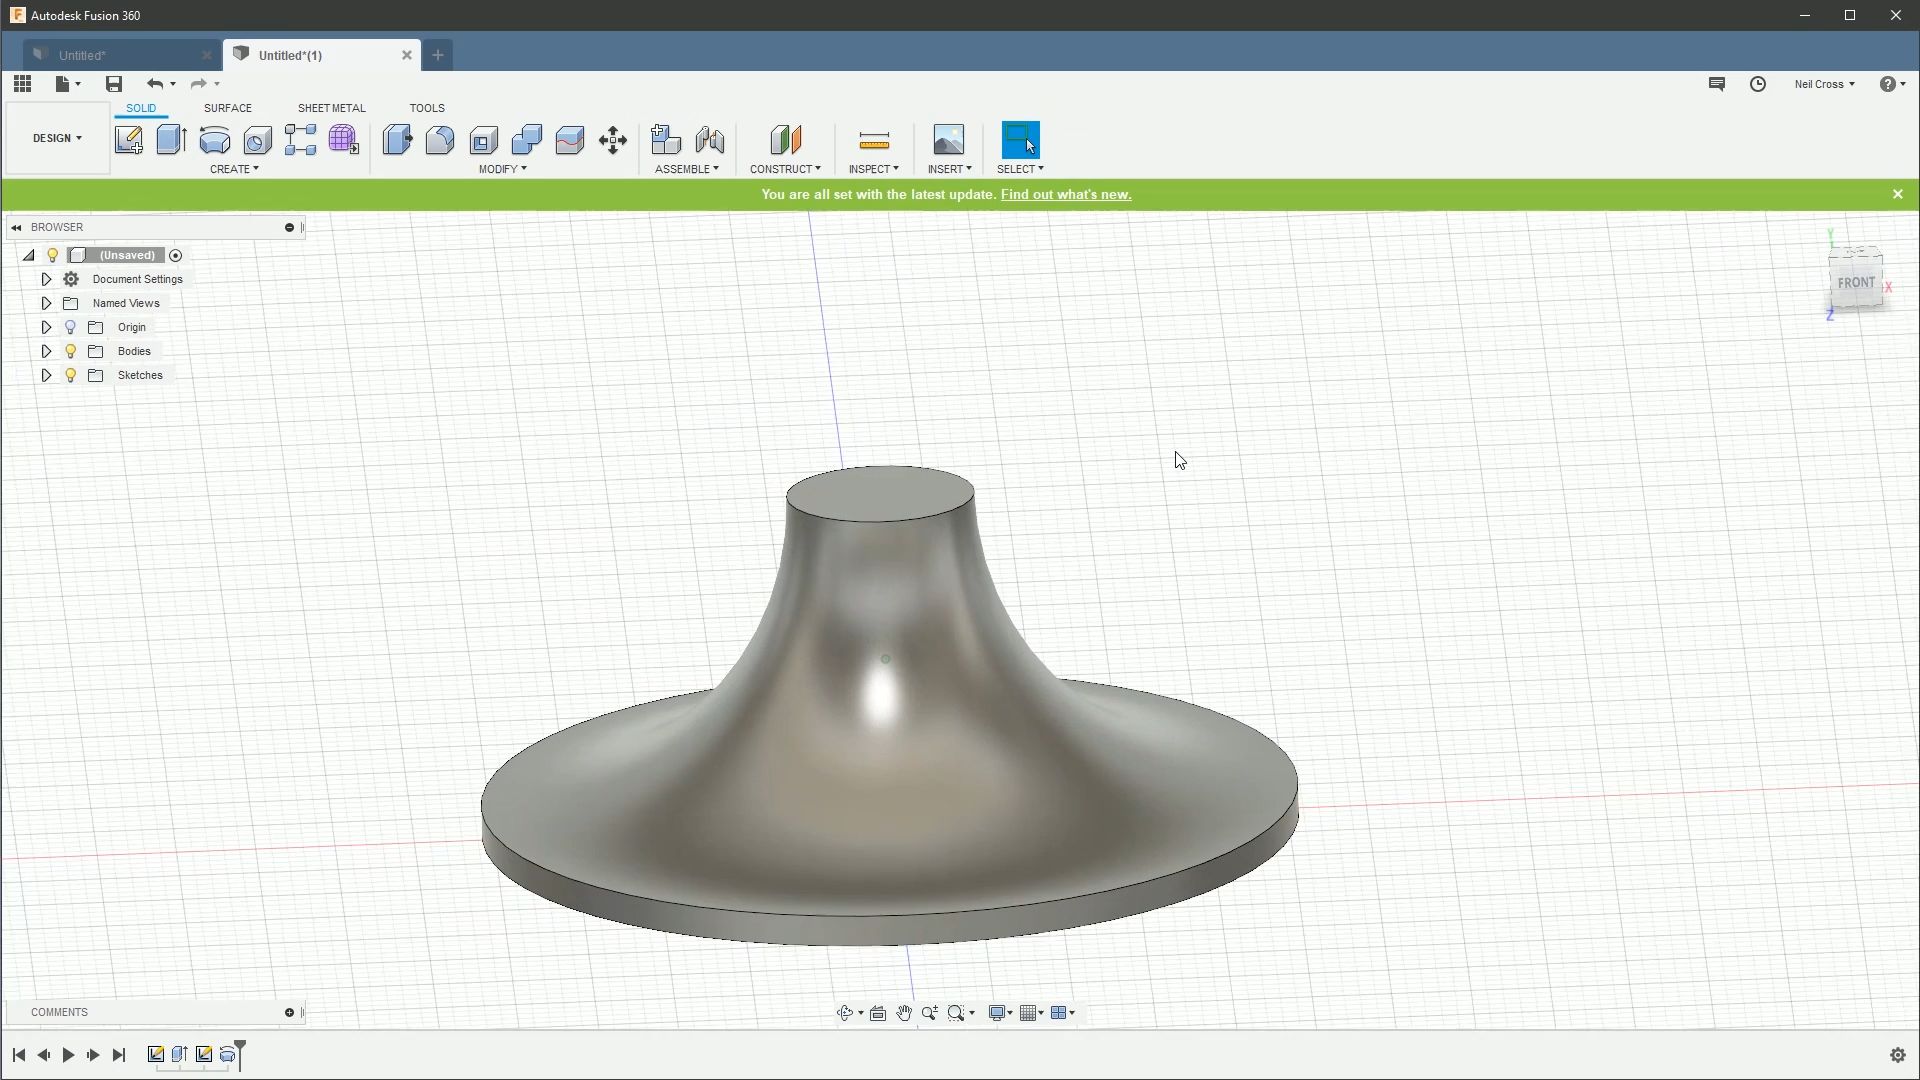 Autodesk Fusion 360
Untitled*
Untitled*(1)
Neil Cross
SOLID SURFACE SHEET METAL TOOLS
DESIGN
CREATE MODIFY ASSEMBLE CONSTRUCT INSPECT INSERT SELECT
You are all set with the latest update. Find out what's new.
BROWSER
(Unsaved)
Document Settings
Named Views
Origin
Bodies
Sketches
Y
FRONT
X
Z
COMMENTS